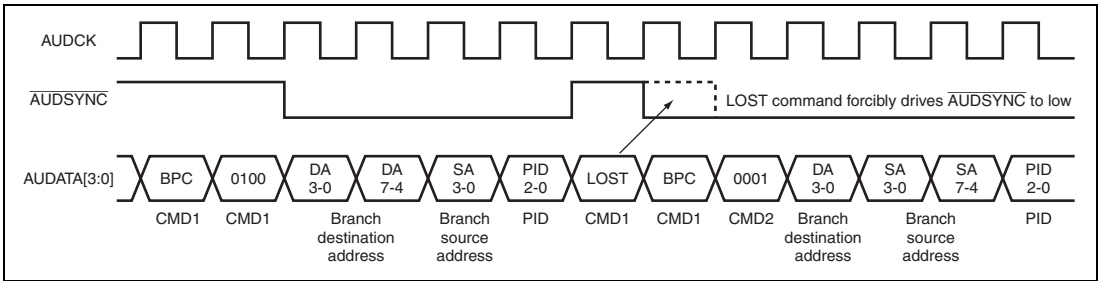 AUDCK
AUDSYNC
LOST command forcibly drives AUDSYNC to low
AUDATA[3:0]
BPC
0100
DA
3-0
DA
7-4
SA
3-0
PID
2-0
LOST
BPC
0001
DA
3-0
SA
3-0
SA
7-4
PID
2-0
CMD1
CMD1
Branch
destination
address
Branch
source
address
PID
CMD1
CMD1
CMD2
Branch
destination
address
Branch
source
address
PID